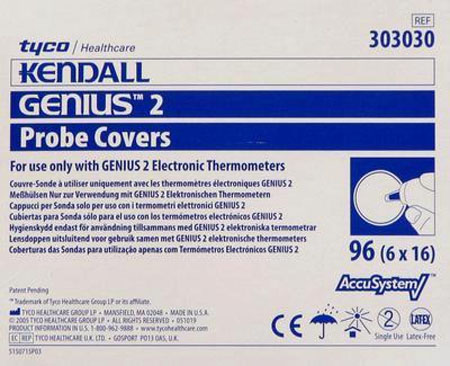 REF
tyco / Healthcare
303030
KENDALL
GENIUS™ 2
Probe Covers
For use only with GENIUS 2 Electronic Thermometers
Couvre-Sonde à utiliser uniquement avec les thermomètres électroniques GENIUS 2
Meßhülsen Nur zur Verwendung mit GENIUS 2 Elektronischen Thermometern
Cappucci per Sonda solo per uso con i termometri elettronici GENIUS 2
Cubiertas para Sonda sólo para el uso con los termómetros electrónicos GENIUS 2
Hygienskydd endast för användning tillsammans med GENIUS 2 elektroniska termometrar
Lensdoppen uitsluitend voor gebruik samen met GENIUS 2 elektronische thermometers
Coberturas das Sondas para utilização apenas com Termómetros Electrónicos GENIUS 2
96 (6 x 16)
AccuSystem
Patent Pending
™ Trademark of Tyco Healthcare Group LP or its affiliate.
TYCO HEALTHCARE GROUP LP • MANSFIELD, MA 02048 • MADE IN U.S.A.
© 2005 TYCO HEALTHCARE GROUP LP • ALL RIGHTS RESERVED • 051019
PRODUCT INFORMATION IN U.S. 1-800-962-9888 • www.tycohealthcare.com
EC REP TYCO HEALTHCARE U.K. LTD. • GOSPORT PO13 0AS, U.K.
S150715P03
CE
2
Single Use
LATEX
Latex-Free